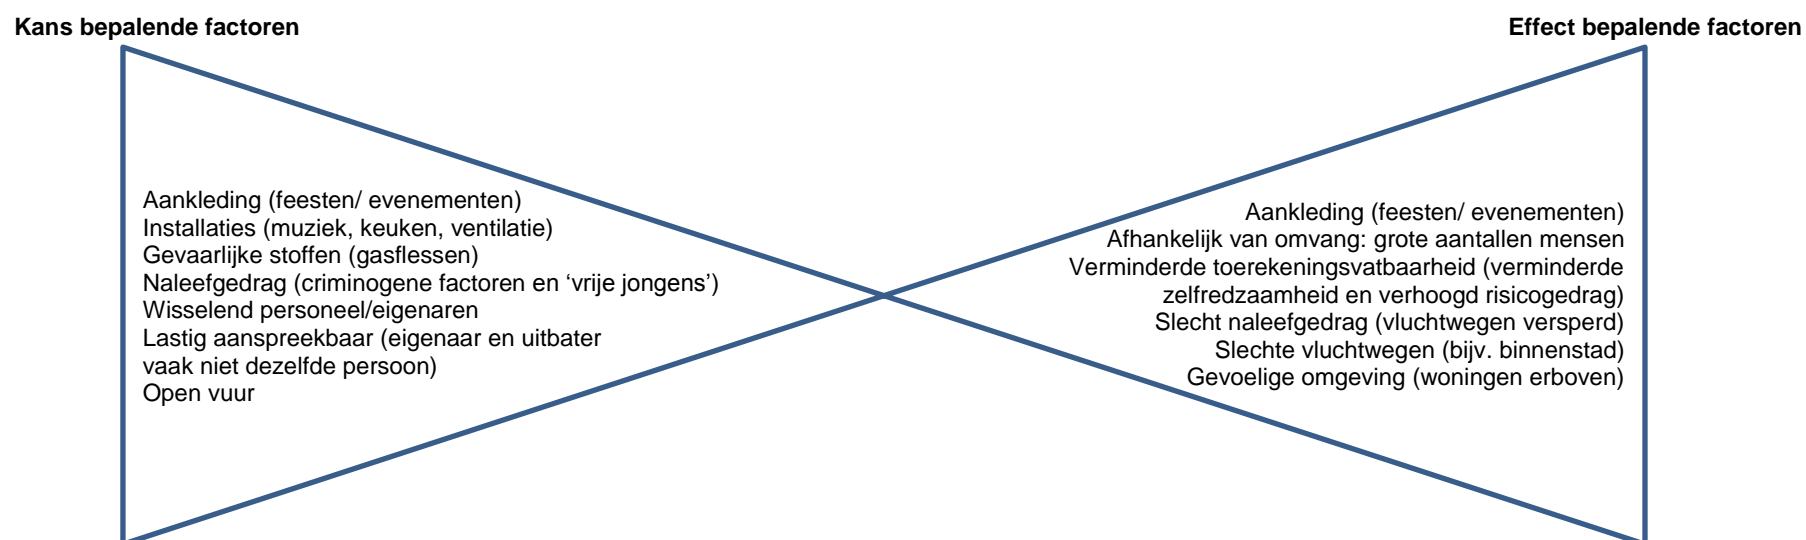 Kans bepalende factoren
Effect bepalende factoren
Aankleding (feesten/ evenementen)
Installaties (muziek, keuken, ventilatie)
Gevaarlijke stoffen (gasflessen)
Naleefgedrag (criminogene factoren en ‘vrije jongens’)
Wisselend personeel/eigenaren
Lastig aanspreekbaar (eigenaar en uitbater
vaak niet dezelfde persoon)
Open vuur
Aankleding (feesten/ evenementen)
Afhankelijk van omvang: grote aantallen mensen
Verminderde toerekeningsvatbaarheid (verminderde
zelfredzaamheid en verhoogd risicogedrag)
Slecht naleefgedrag (vluchtwegen versperd)
Slechte vluchtwegen (bijv. binnenstad)
Gevoelige omgeving (woningen erboven)